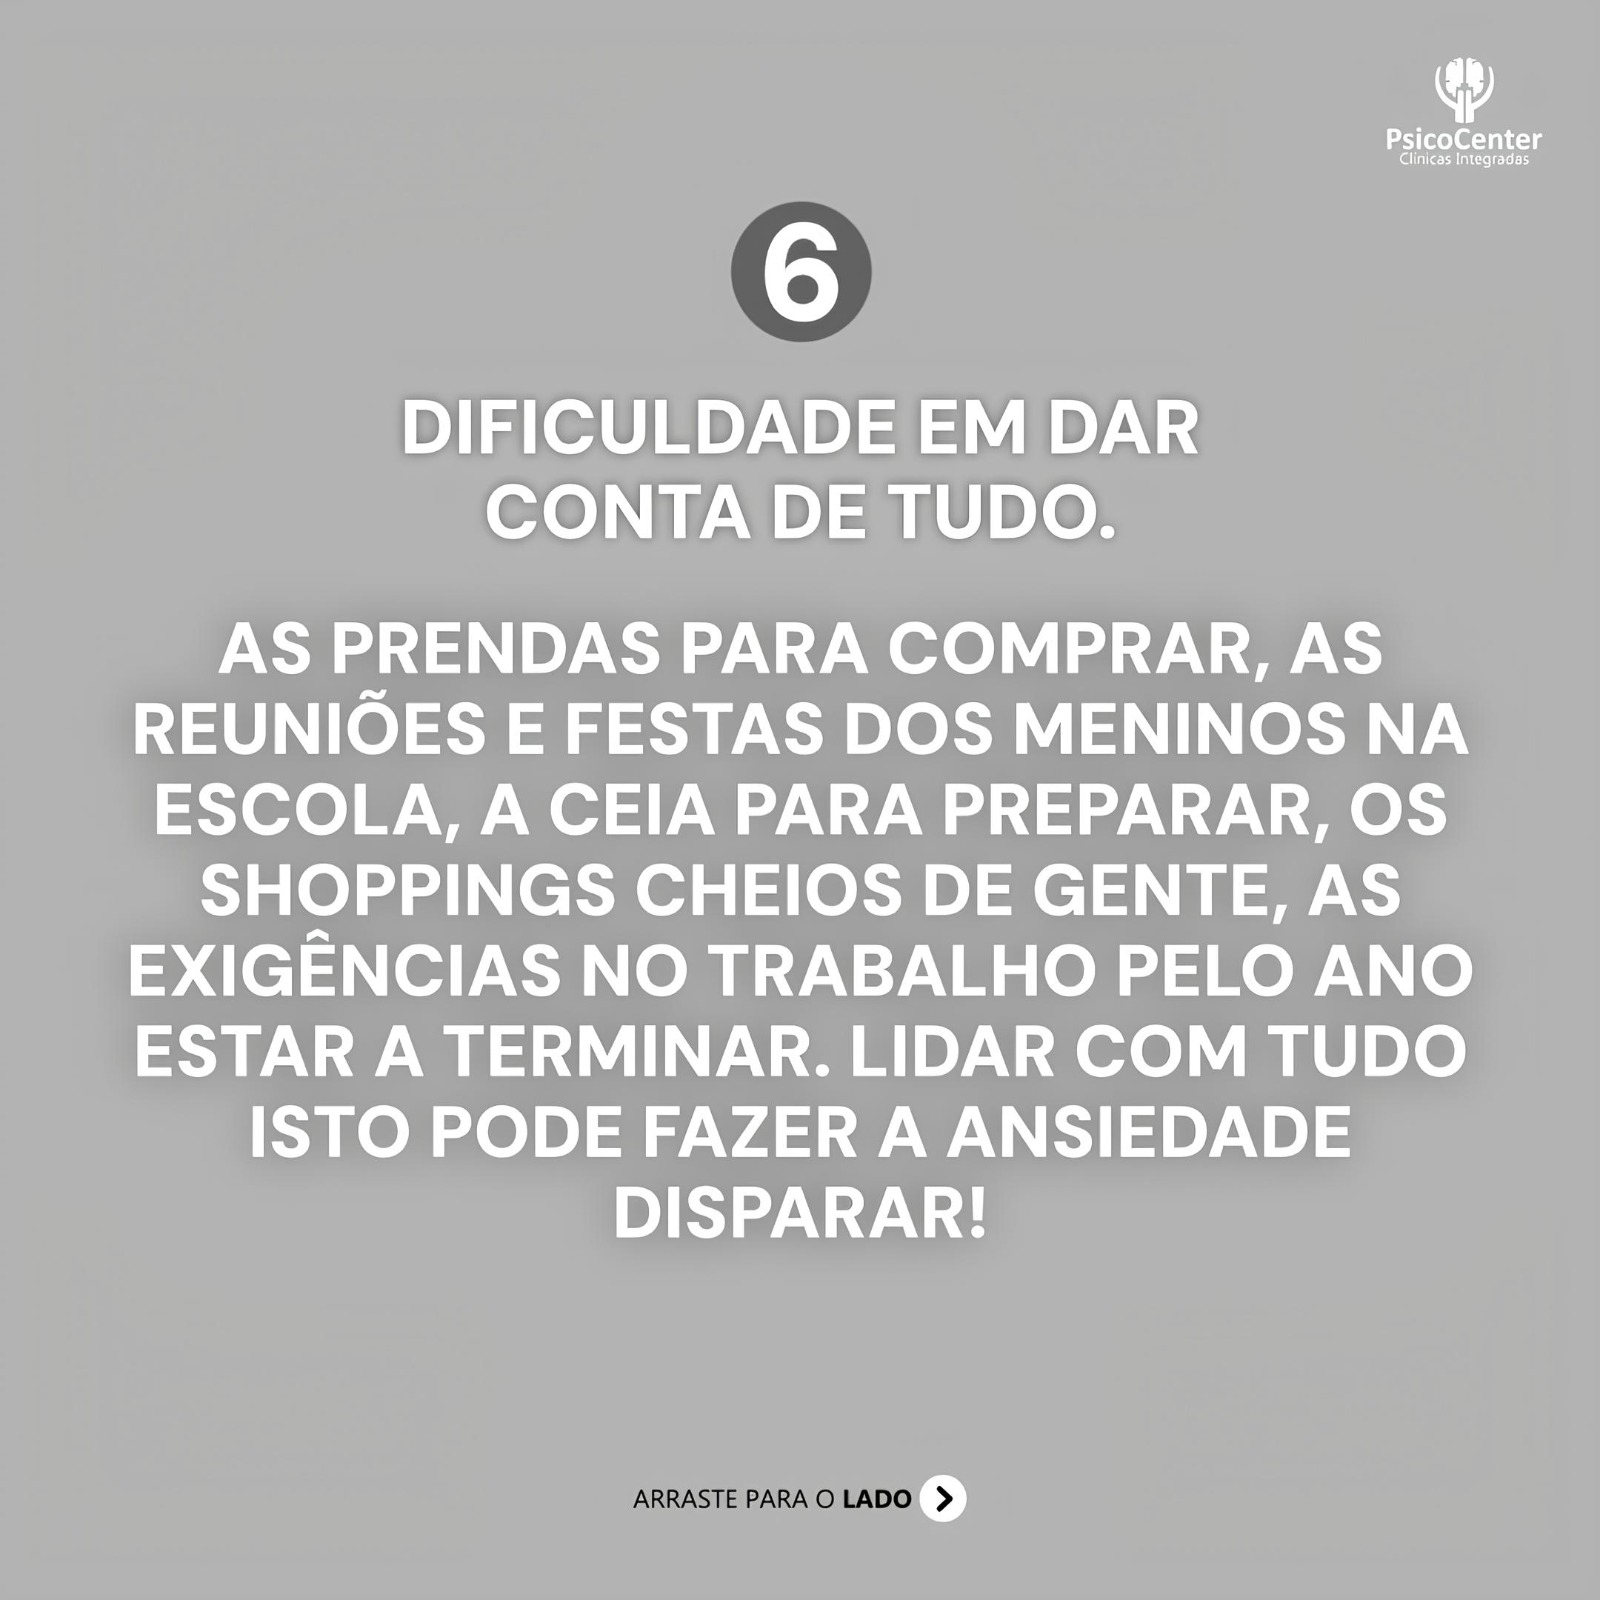 PsicoCenter
Clínicas Integradas
6
DIFICULDADE EM DAR
CONTA DE TUDO.
AS PRENDAS PARA COMPRAR, AS
REUNIÕES E FESTAS DOS MENINOS NA
ESCOLA, A CEIA PARA PREPARAR, OS
SHOPPINGS CHEIOS DE GENTE, AS
EXIGÊNCIAS NO TRABALHO PELO ANO
ESTAR A TERMINAR. LIDAR COM TUDO
ISTO PODE FAZER A ANSIEDADE
DISPARAR!
ARRASTE PARA O LADO